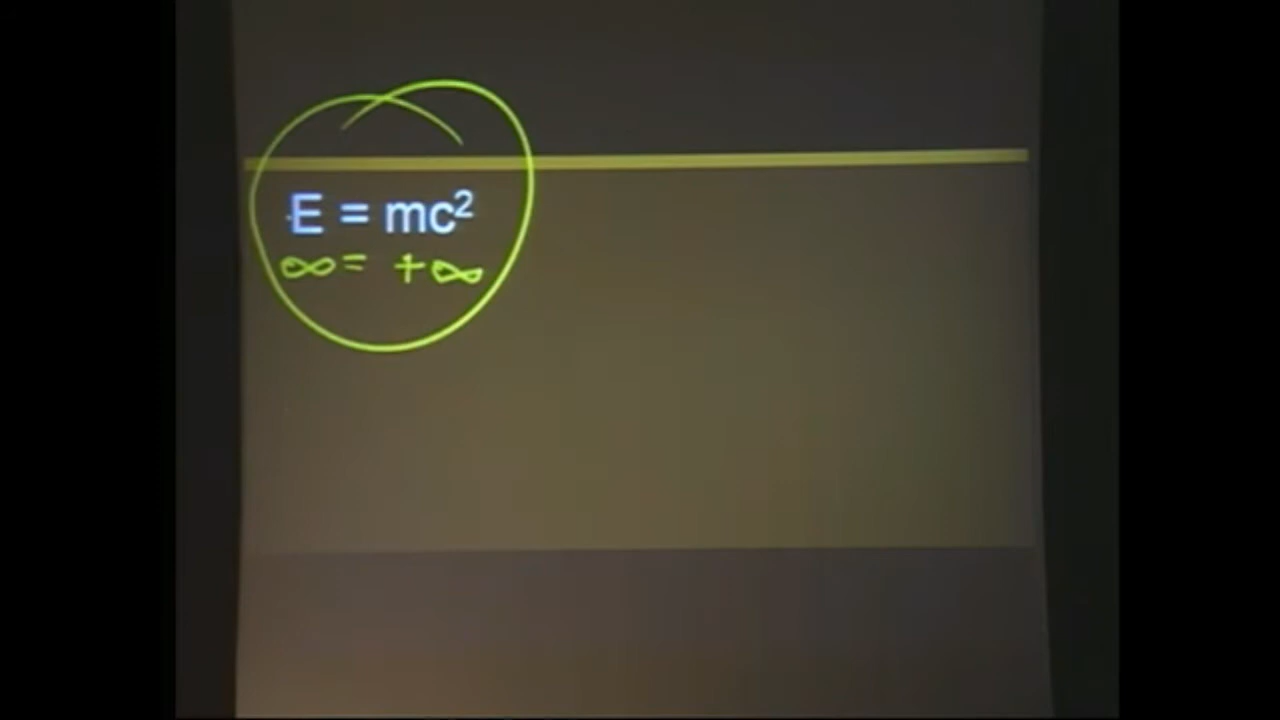 E = mc²
∞ = +∞